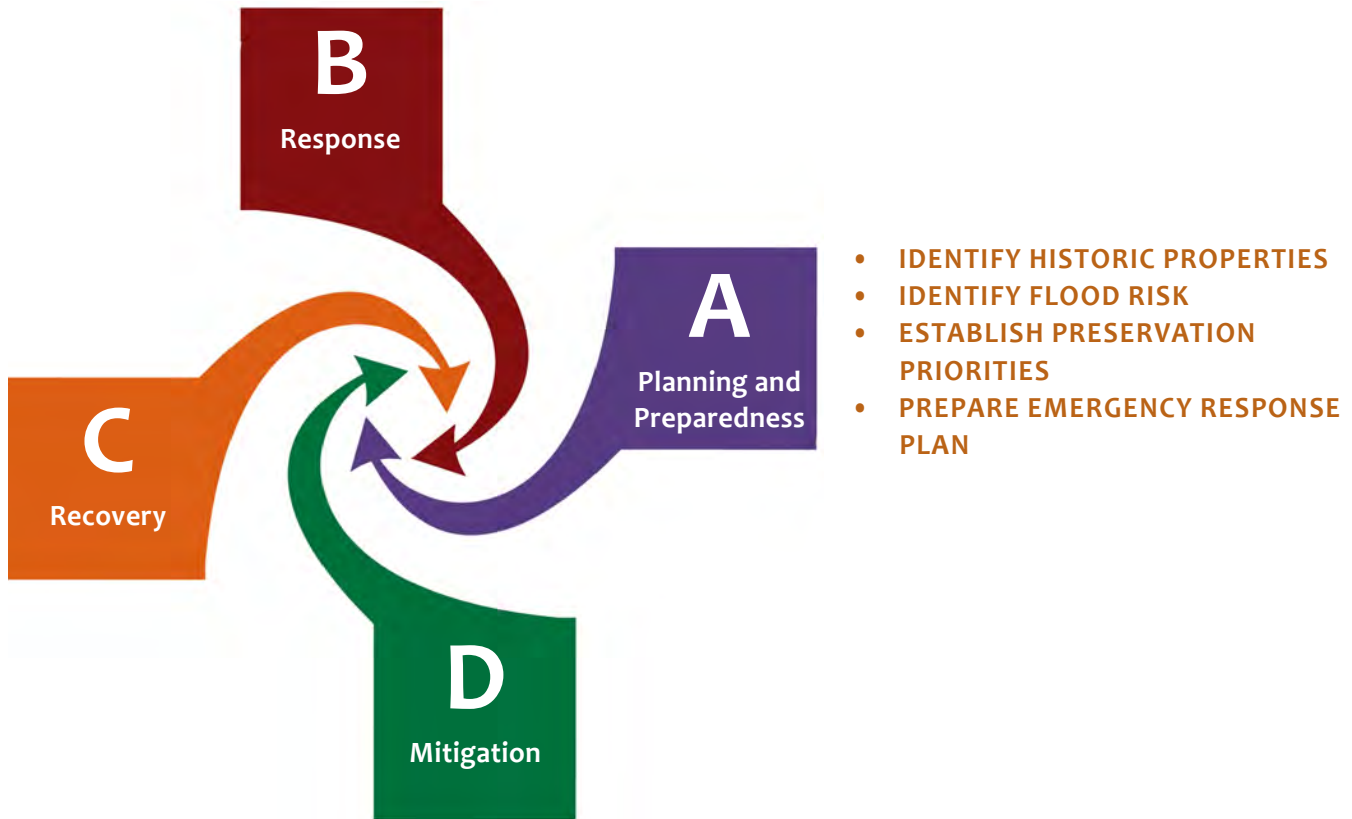 B
Response
A
Planning and
Preparedness
• IDENTIFY HISTORIC PROPERTIES
• IDENTIFY FLOOD RISK
• ESTABLISH PRESERVATION
PRIORITIES
• PREPARE EMERGENCY RESPONSE
PLAN
C
Recovery
D
Mitigation